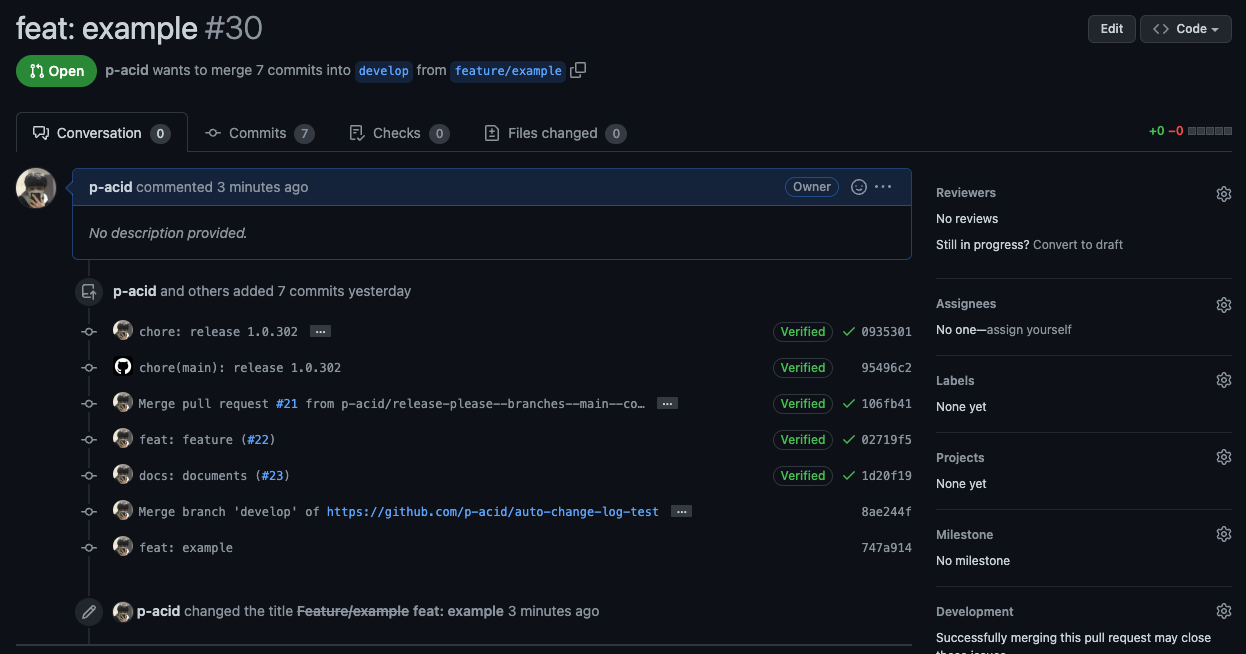 feat: example #30
Edit
<> Code
Open
p-acid wants to merge 7 commits into develop from feature/example
Conversation 0
Commits 7
Checks 0
Files changed 0
+0 −0
p-acid commented 3 minutes ago
Owner
...
No description provided.
p-acid and others added 7 commits yesterday
chore: release 1.0.302 ...
Verified
0935301
chore(main): release 1.0.302
Verified
95496c2
Merge pull request #21 from p-acid/release-please--branches--main--co… ...
Verified
106fb41
feat: feature (#22)
Verified
02719f5
docs: documents (#23)
Verified
1d20f19
Merge branch 'develop' of https://github.com/p-acid/auto-change-log-test ...
8ae244f
feat: example
747a914
p-acid changed the title Feature/example feat: example 3 minutes ago
Reviewers
No reviews
Still in progress? Convert to draft
Assignees
No one—assign yourself
Labels
None yet
Projects
None yet
Milestone
No milestone
Development
Successfully merging this pull request may close
these issues.